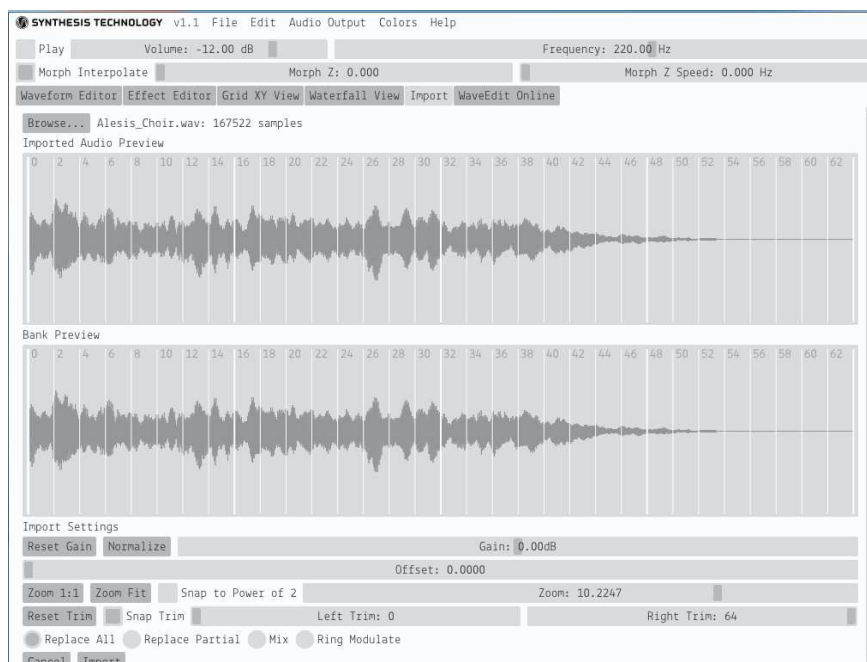 SYNTHESIS TECHNOLOGY v1.1 File Edit Audio Output Colors Help
Play Volume: -12.00 dB Frequency: 220.00 Hz
Morph Interpolate Morph Z: 0.000 Morph Z Speed: 0.000 Hz
Waveform Editor Effect Editor Grid XY View Waterfall View Import WaveEdit Online
Browse... Alesis_Choir.wav: 167522 samples
Imported Audio Preview
0 2 4 6 8 10 12 14 16 18 20 22 24 26 28 30 32 34 36 38 40 42 44 46 48 50 52 54 56 58 60 62
Bank Preview
0 2 4 6 8 10 12 14 16 18 20 22 24 26 28 30 32 34 36 38 40 42 44 46 48 50 52 54 56 58 60 62
Import Settings
Reset Gain Normalize Gain: 0.00dB
Offset: 0.0000
Zoom 1:1 Zoom Fit Snap to Power of 2 Zoom: 10.2247
Reset Trim Snap Trim Left Trim: 0 Right Trim: 64
Replace All Replace Partial Mix Ring Modulate
Cancel Import